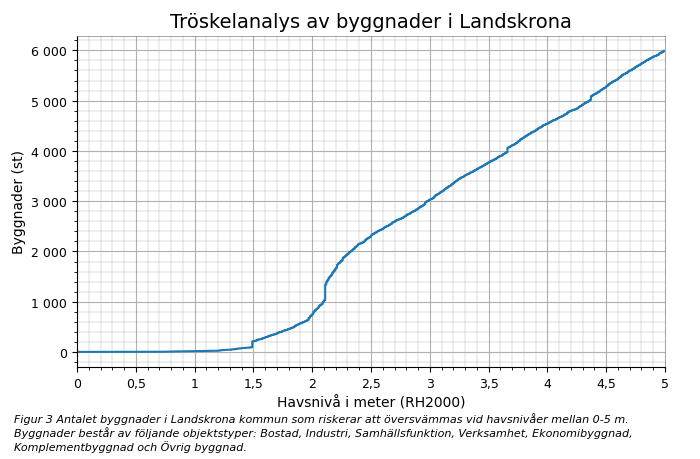 Tröskelanalys av byggnader i Landskrona
6 000
5 000
4 000
3 000
2 000
1 000
0
Byggnader (st)
0 0,5 1 1,5 2 2,5 3 3,5 4 4,5 5
Havsnivå i meter (RH2000)
Figur 3 Antalet byggnader i Landskrona kommun som riskerar att översvämmas vid havsnivåer mellan 0-5 m.
Byggnader består av följande objektstyper: Bostad, Industri, Samhällsfunktion, Verksamhet, Ekonomibyggnad,
Komplementbyggnad och Övrig byggnad.